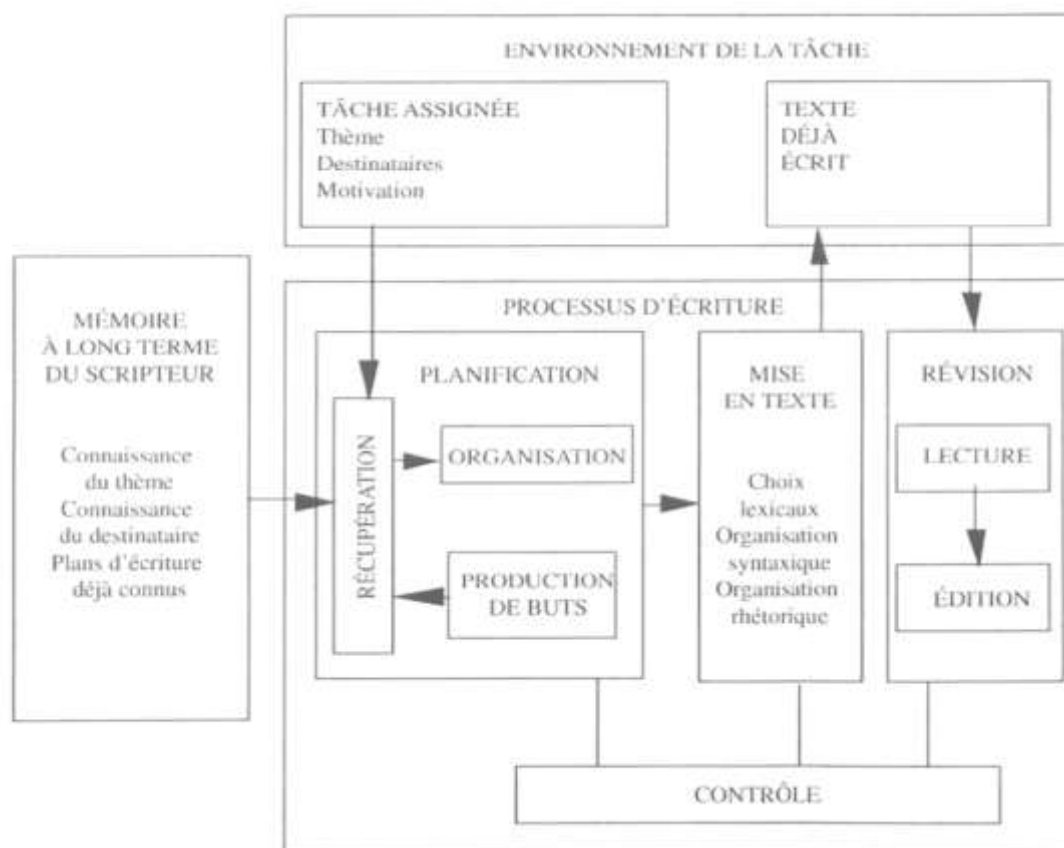 ENVIRONNEMENT DE LA TÂCHE
TÂCHE ASSIGNÉE
Thème
Destinataires
Motivation
TEXTE
DÉJÀ
ÉCRIT
MÉMOIRE
À LONG TERME
DU SCRIPTEUR
Connaissance
du thème
Connaissance
du destinataire
Plans d'écriture
déjà connus
PROCESSUS D'ÉCRITURE
PLANIFICATION
RÉCUPÉRATION
ORGANISATION
PRODUCTION
DE BUTS
MISE
EN TEXTE
Choix
lexicaux
Organisation
syntaxique
Organisation
rhétorique
RÉVISION
LECTURE
ÉDITION
CONTRÔLE